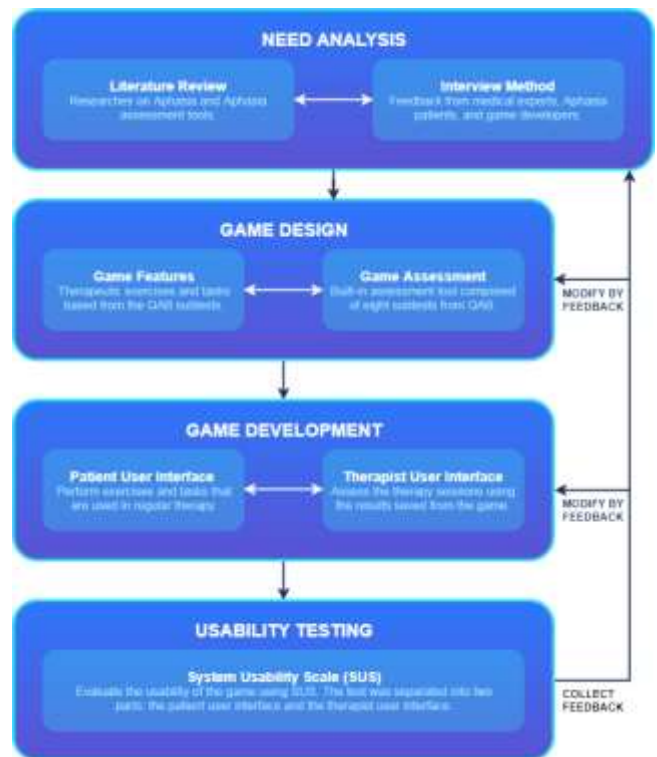 NEED ANALYSIS
Literature Review
Researches on Aphasia and Aphasia
assessment tools
Interview Method
Feedback from medical experts, Aphasia
patients, and game developers
GAME DESIGN
Game Features
Therapeutic exercises and tasks
based from the QAB subtests
Game Assessment
Built-in assessment tool composed
of eight subtests from QAB
MODIFY BY
FEEDBACK
GAME DEVELOPMENT
Patient User Interface
Perform exercises and tasks that
are used in regular therapy
Therapist User Interface
Assess the therapy sessions using
the results saved from the game
MODIFY BY
FEEDBACK
USABILITY TESTING
System Usability Scale (SUS)
Evaluate the usability of the game using SUS. The test was separated into two
parts: the patient user interface and the therapist user interface.
COLLECT
FEEDBACK